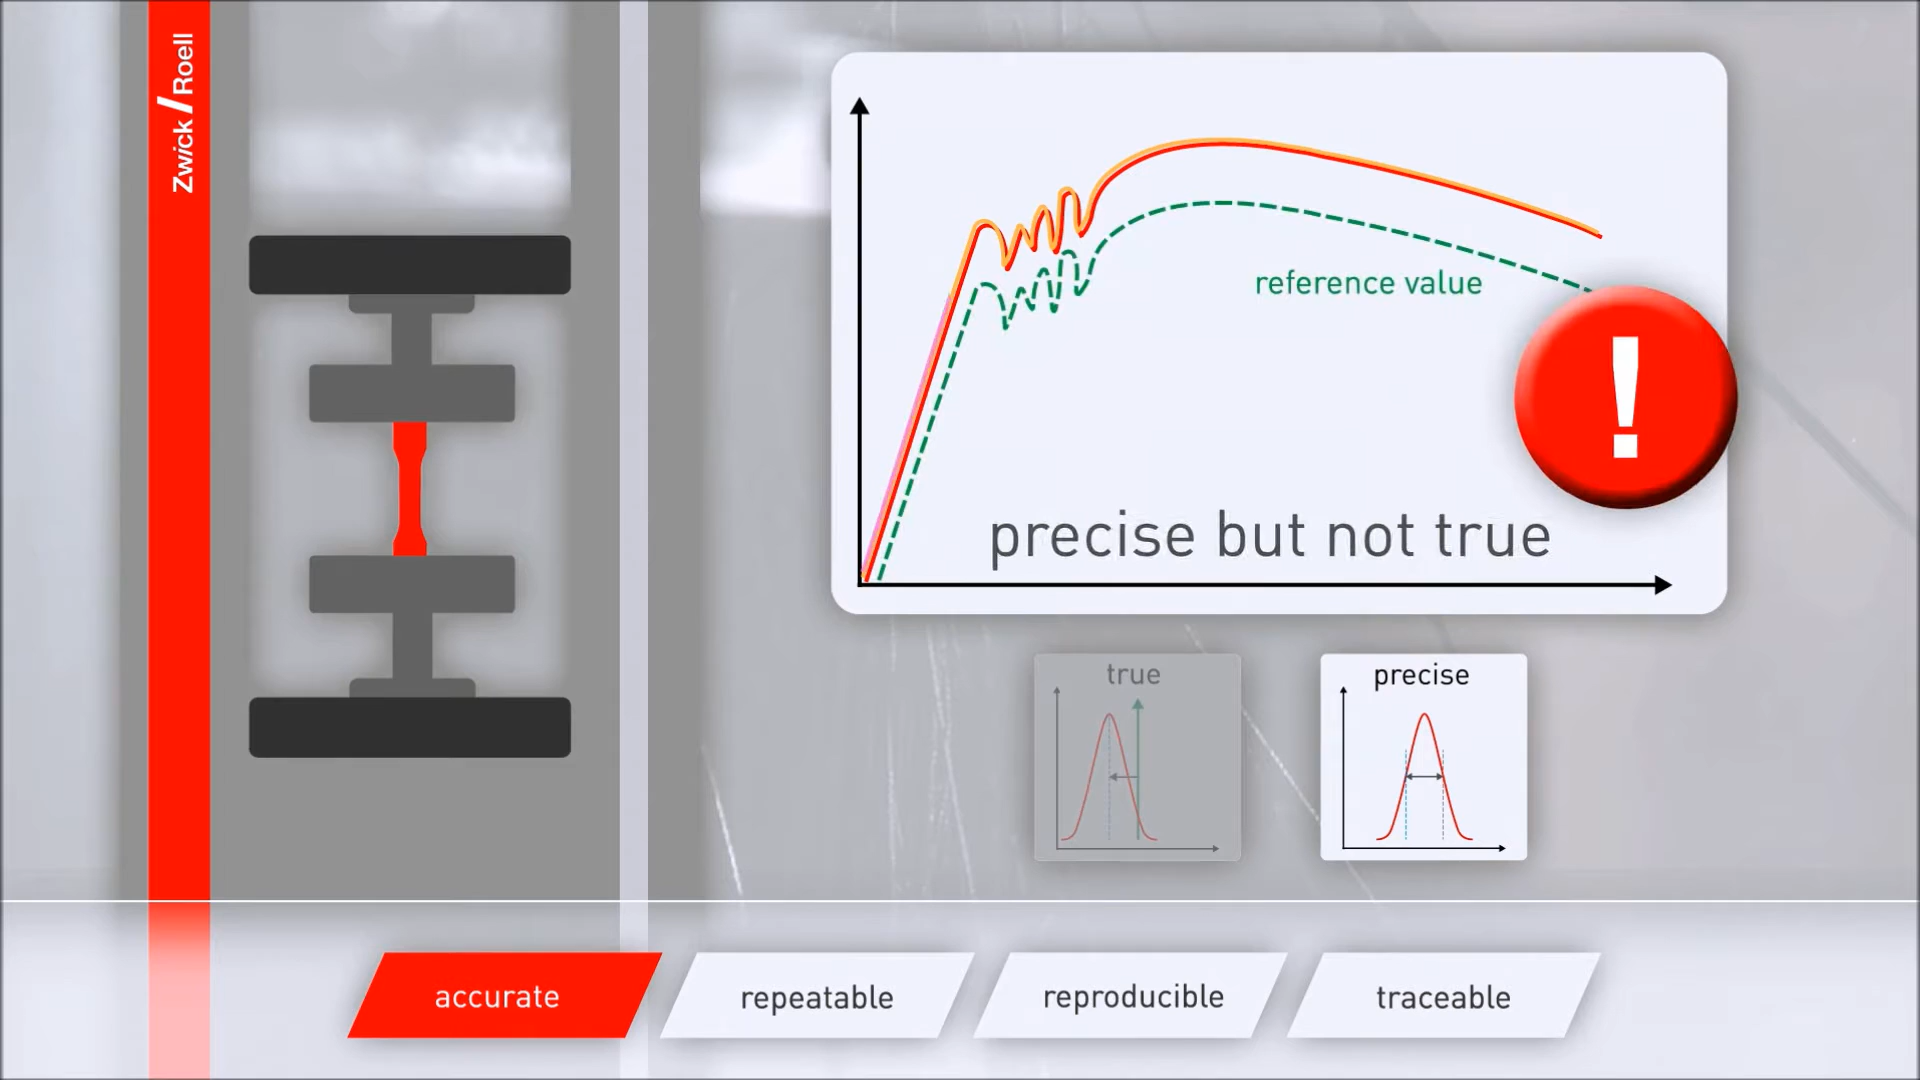 Zwick/Roell
reference value
!
precise but not true
true
precise
accurate
repeatable
reproducible
traceable